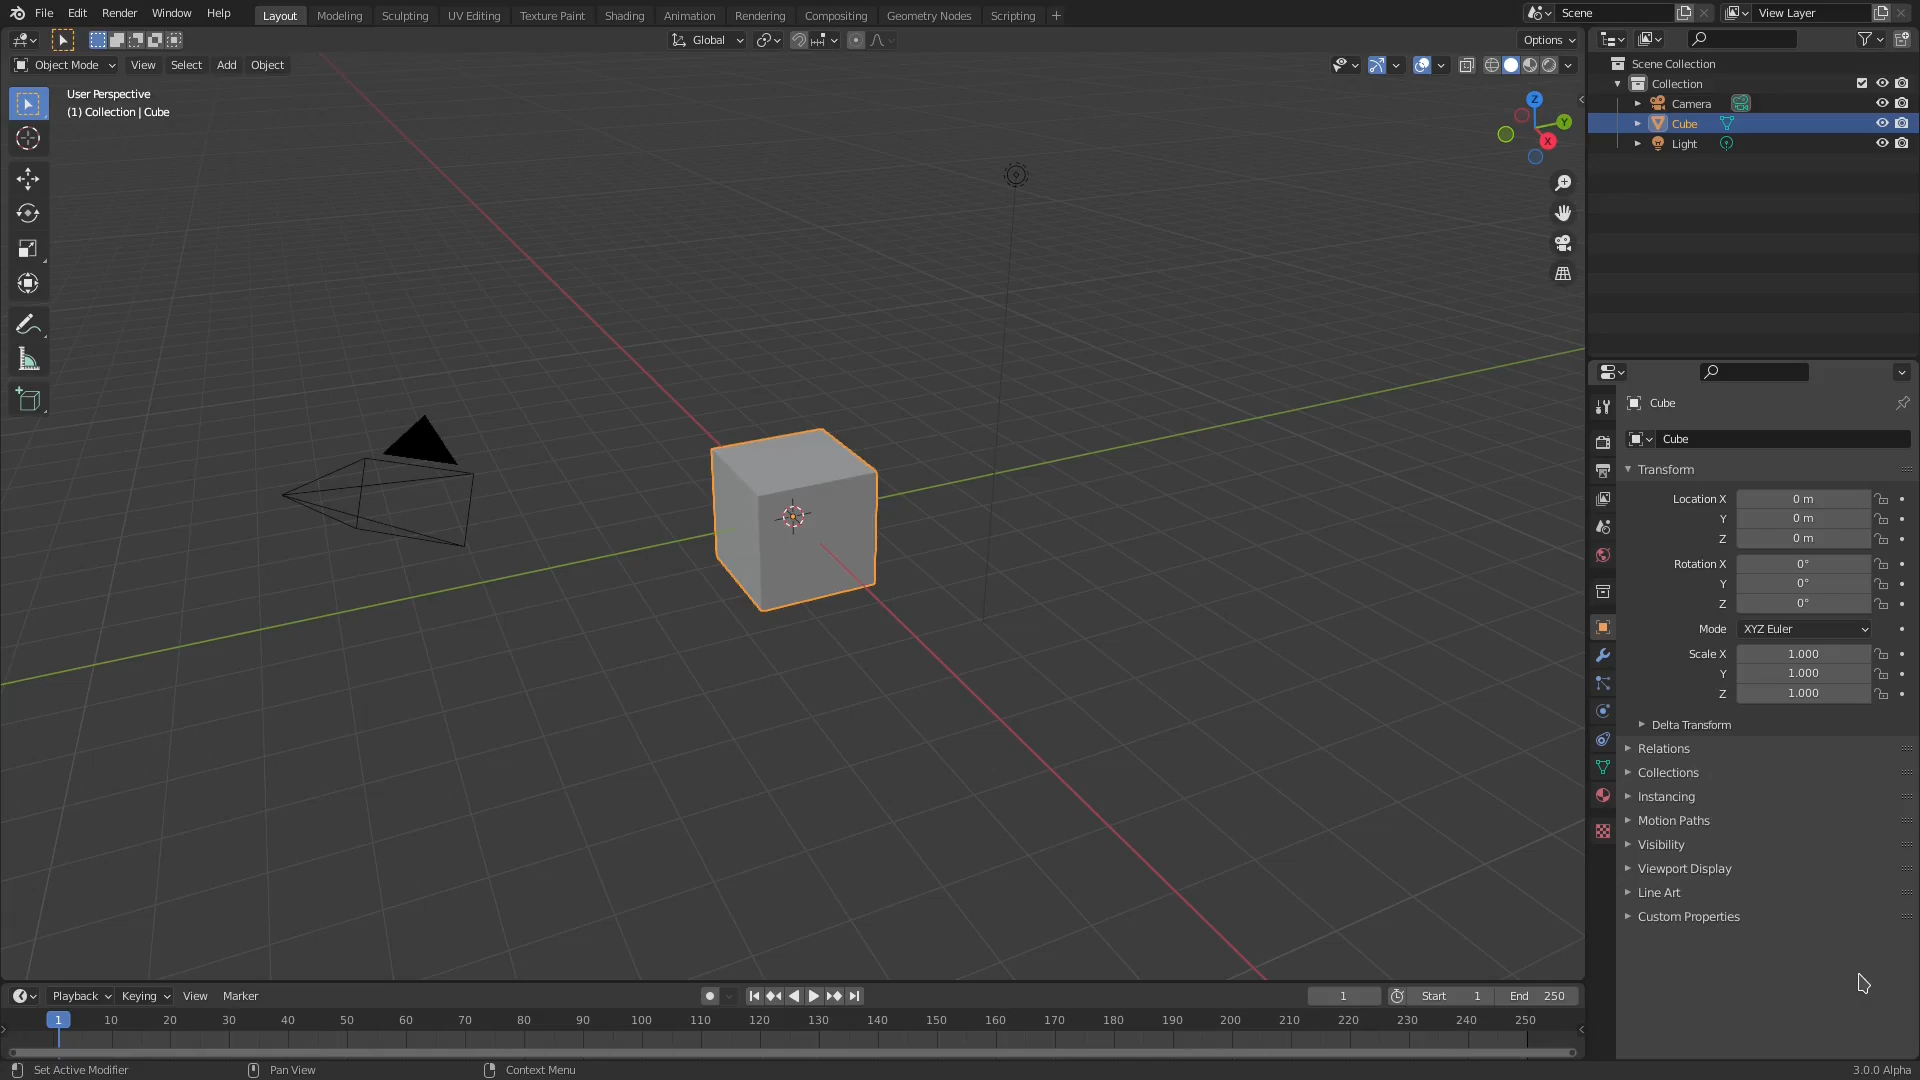 File Edit Render Window Help
Layout Modeling Sculpting UV Editing Texture Paint Shading Animation Rendering Compositing Geometry Nodes Scripting +
Scene
View Layer
Global
Options
Object Mode View Select Add Object
User Perspective
(1) Collection | Cube
Z
Y
X
Scene Collection
Collection
Camera
Cube
Light
Cube
Cube
Transform
Location X 0 m
Y 0 m
Z 0 m
Rotation X 0°
Y 0°
Z 0°
Mode XYZ Euler
Scale X 1.000
Y 1.000
Z 1.000
Delta Transform
Relations
Collections
Instancing
Motion Paths
Visibility
Viewport Display
Line Art
Custom Properties
Playback Keying View Marker
1 Start 1 End 250
1 10 20 30 40 50 60 70 80 90 100 110 120 130 140 150 160 170 180 190 200 210 220 230 240 250
Set Active Modifier Pan View Context Menu 3.0.0 Alpha